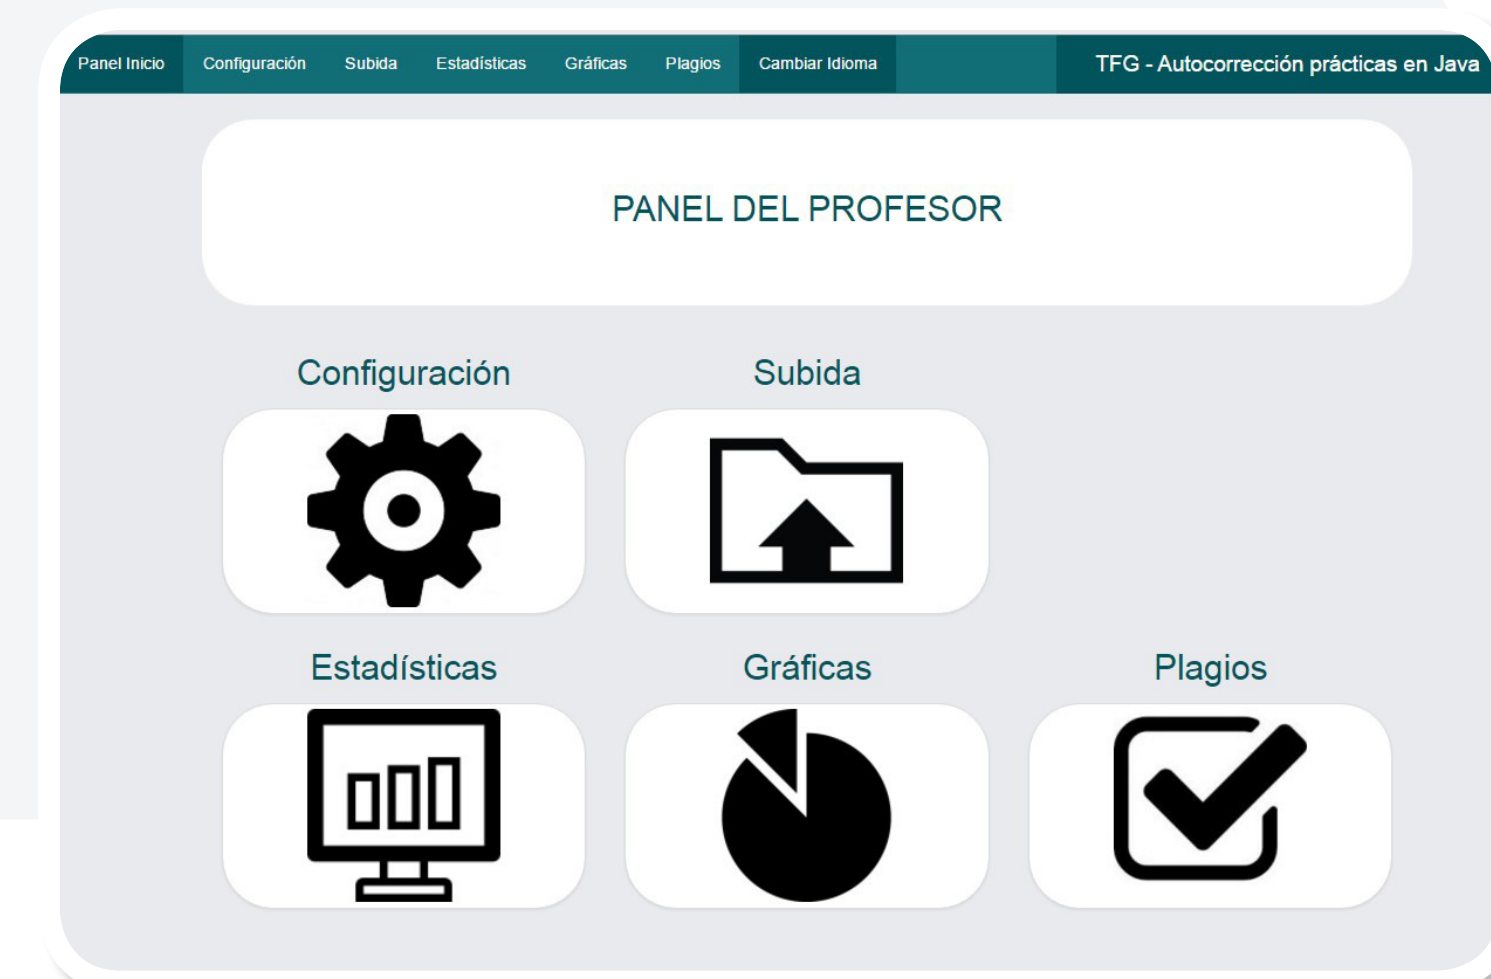 Panel Inicio Configuración Subida Estadísticas Gráficas Plagios Cambiar Idioma TFG - Autocorrección prácticas en Java
PANEL DEL PROFESOR
Configuración Subida
Estadísticas Gráficas Plagios